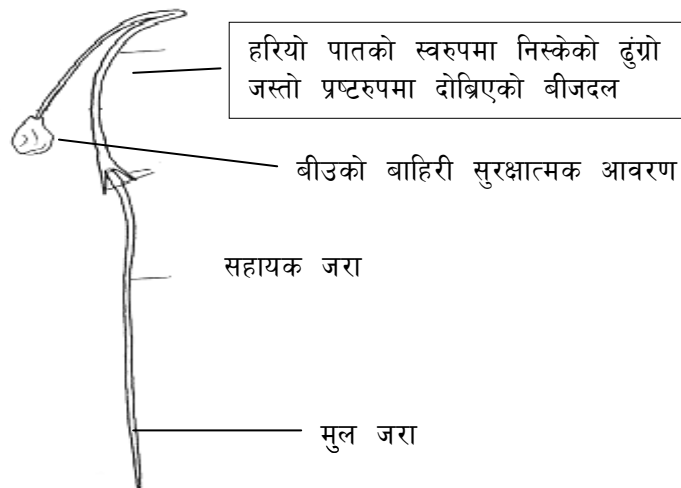 हरियो पातको स्वरुपमा निस्केको ढुंग्रो
जस्तो प्रष्टरुपमा दोब्रिएको बीजदल
बीउको बाहिरी सुरक्षात्मक आवरण
सहायक जरा
मुल जरा